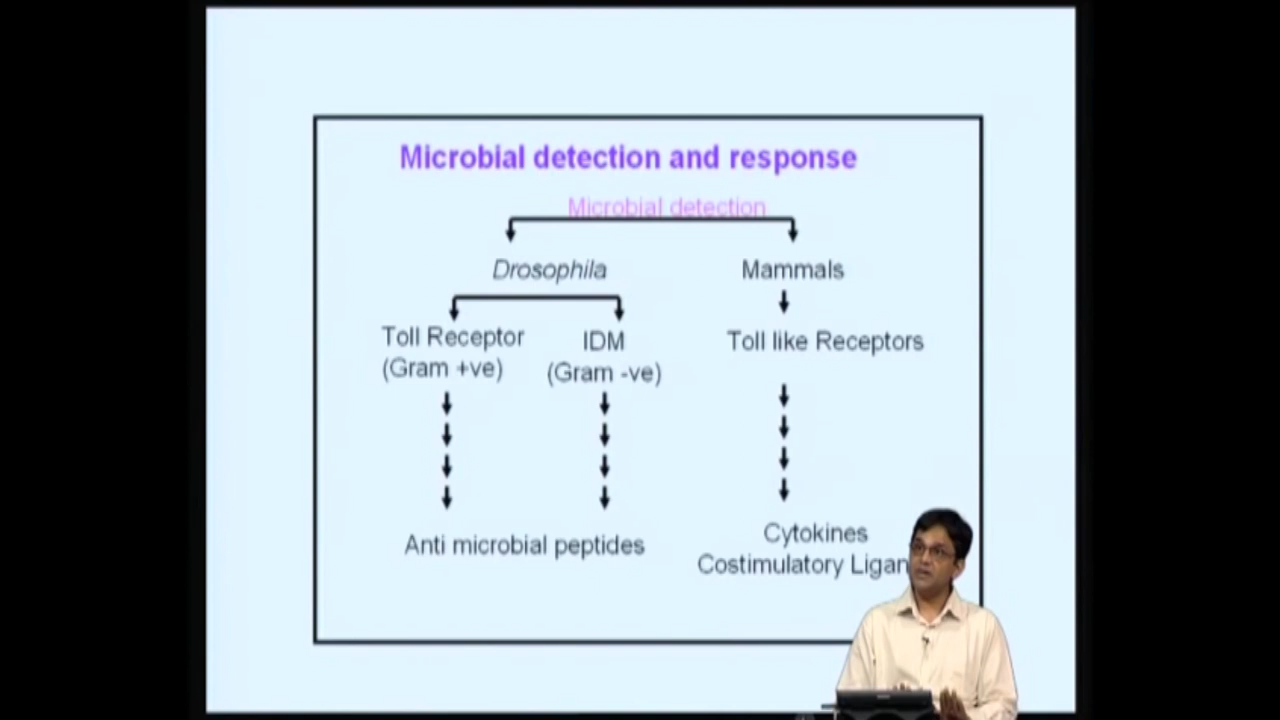 Microbial detection and response
Microbial detection
Drosophila
Mammals
Toll Receptor
(Gram +ve)
IDM
(Gram -ve)
Toll like Receptors
Anti microbial peptides
Cytokines
Costimulatory